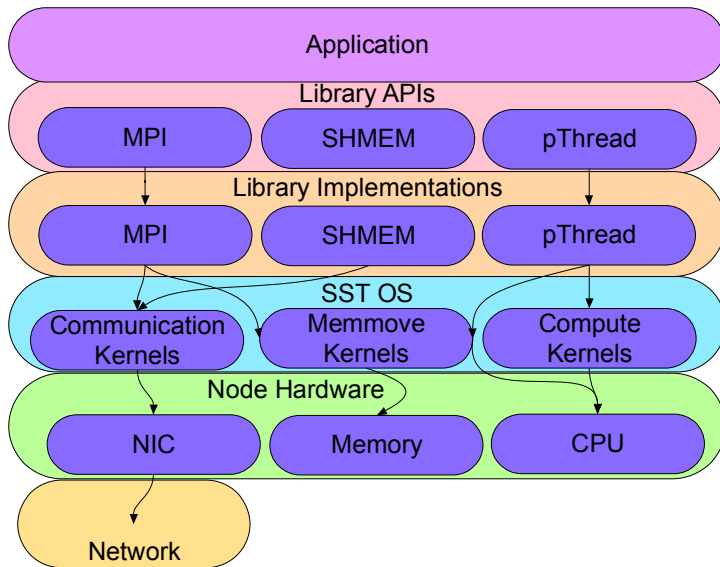 Application
Library APIs
MPI
SHMEM
pThread
Library Implementations
MPI
SHMEM
pThread
SST OS
Communication
Kernels
Memmove
Kernels
Compute
Kernels
Node Hardware
NIC
Memory
CPU
Network